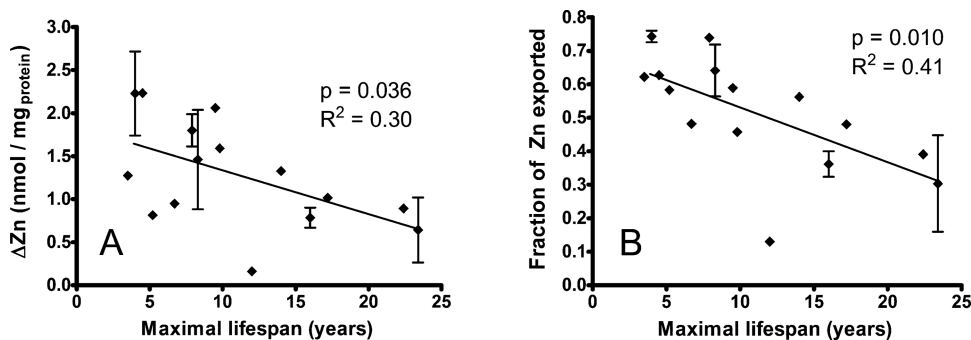 3.0
2.5
2.0
1.5
1.0
0.5
0.0
ΔZn (nmol / mg protein)
p = 0.036
R² = 0.30
A
0 5 10 15 20 25
Maximal lifespan (years)
0.8
0.7
0.6
0.5
0.4
0.3
0.2
0.1
0.0
Fraction of Zn exported
p = 0.010
R² = 0.41
B
0 5 10 15 20 25
Maximal lifespan (years)